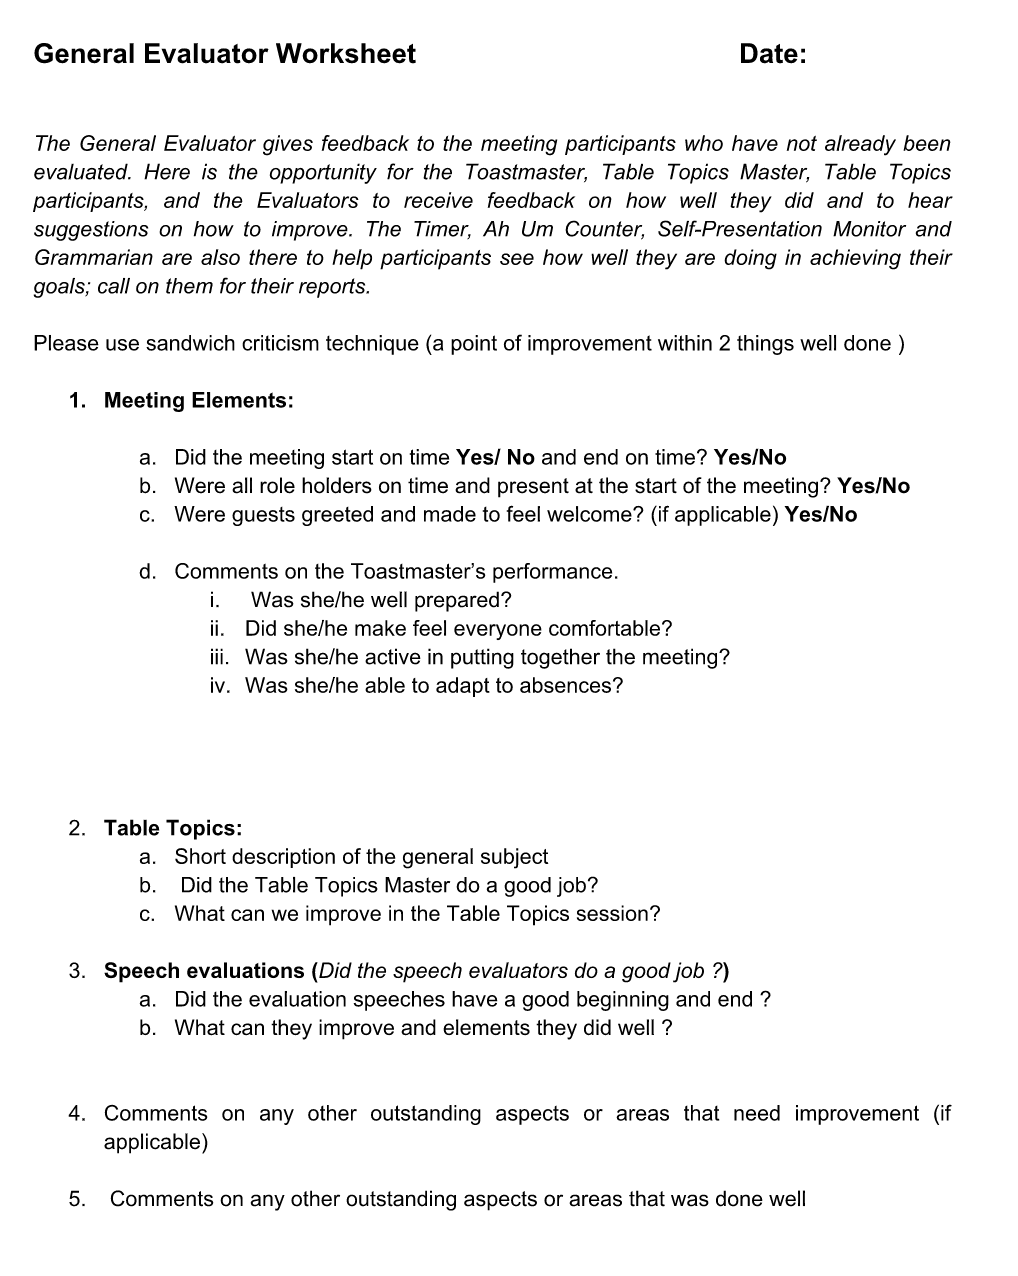 General Evaluator Worksheet Date:
The General Evaluator gives feedback to the meeting participants who have not already been
evaluated. Here is the opportunity for the Toastmaster, Table Topics Master, Table Topics
participants, and the Evaluators to receive feedback on how well they did and to hear
suggestions on how to improve. The Timer, Ah Um Counter, Self-Presentation Monitor and
Grammarian are also there to help participants see how well they are doing in achieving their
goals; call on them for their reports.
Please use sandwich criticism technique (a point of improvement within 2 things well done )
1. Meeting Elements:
a. Did the meeting start on time Yes/ No and end on time? Yes/No
b. Were all role holders on time and present at the start of the meeting? Yes/No
c. Were guests greeted and made to feel welcome? (if applicable) Yes/No
d. Comments on the Toastmaster’s performance.
i. Was she/he well prepared?
ii. Did she/he make feel everyone comfortable?
iii. Was she/he active in putting together the meeting?
iv. Was she/he able to adapt to absences?
2. Table Topics:
a. Short description of the general subject
b. Did the Table Topics Master do a good job?
c. What can we improve in the Table Topics session?
3. Speech evaluations (Did the speech evaluators do a good job ?)
a. Did the evaluation speeches have a good beginning and end ?
b. What can they improve and elements they did well ?
4. Comments on any other outstanding aspects or areas that need improvement (if
applicable)
5. Comments on any other outstanding aspects or areas that was done well